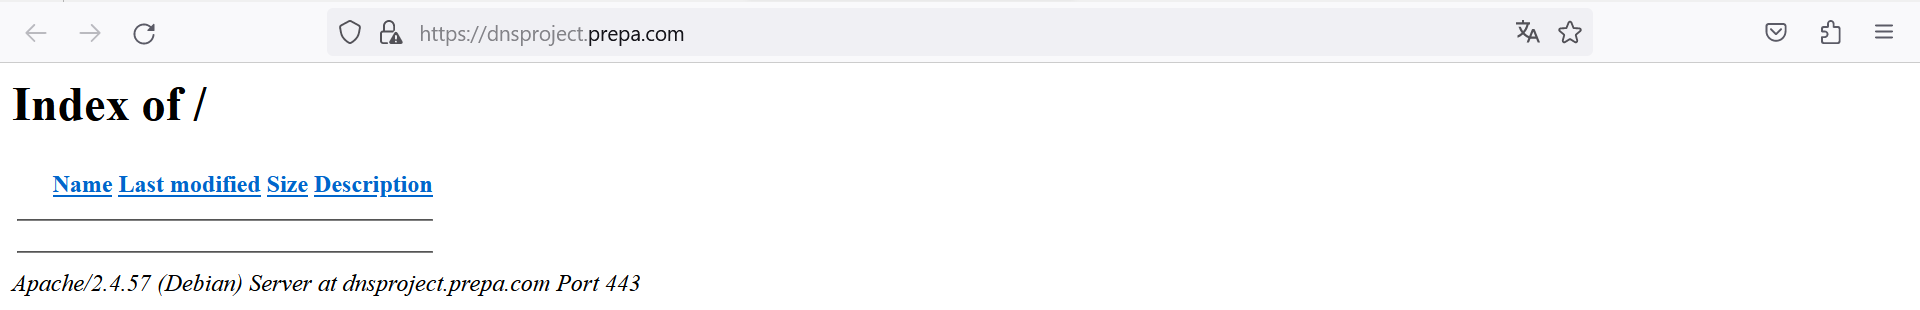 https://dnsproject.prepa.com
Index of /
Name Last modified Size Description
Apache/2.4.57 (Debian) Server at dnsproject.prepa.com Port 443